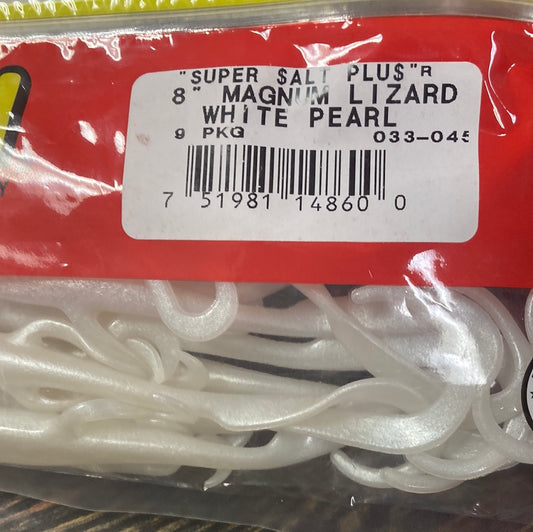 "SUPER $ALT PLU$"R
8" MAGNUM LIZARD
WHITE PEARL
9 PKG 033-045
7 51981 14860 0